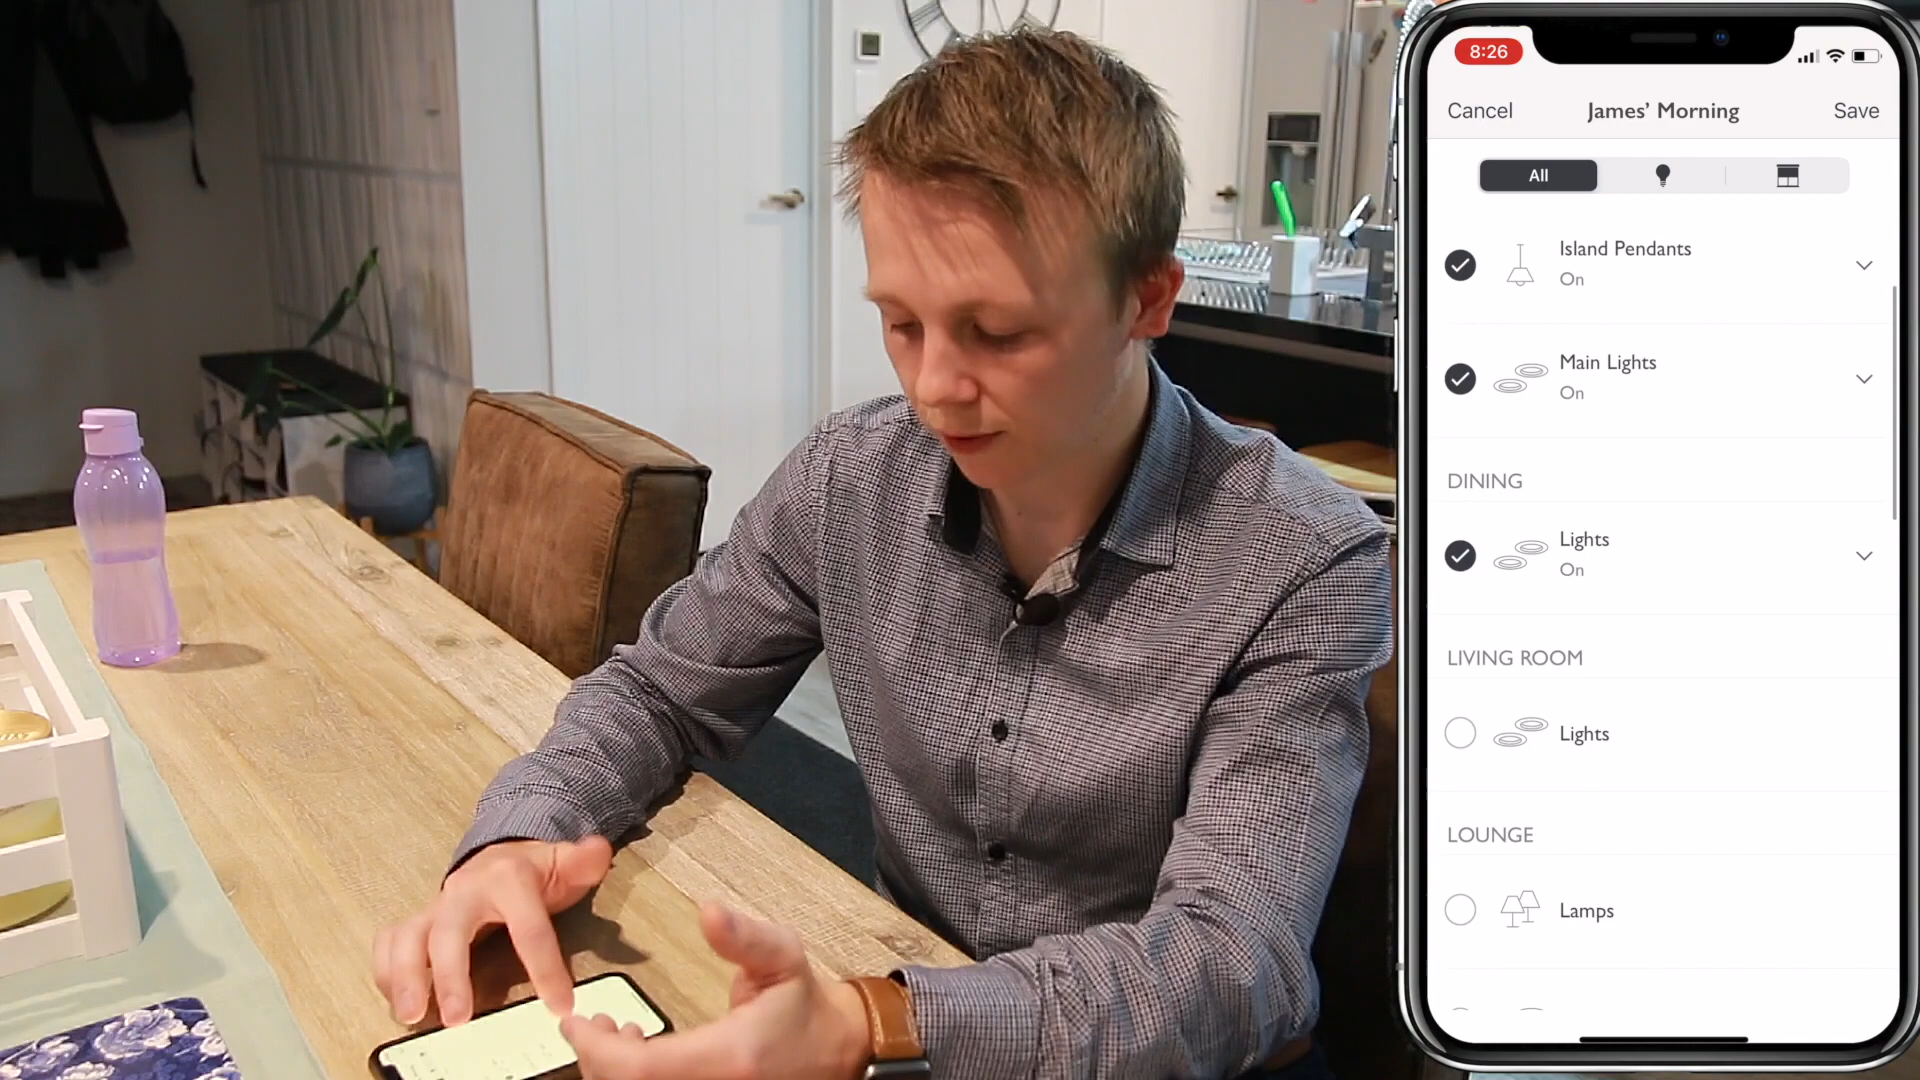 8:26
Cancel James’ Morning Save
All
Island Pendants
On
Main Lights
On
DINING
Lights
On
LIVING ROOM
Lights
LOUNGE
Lamps